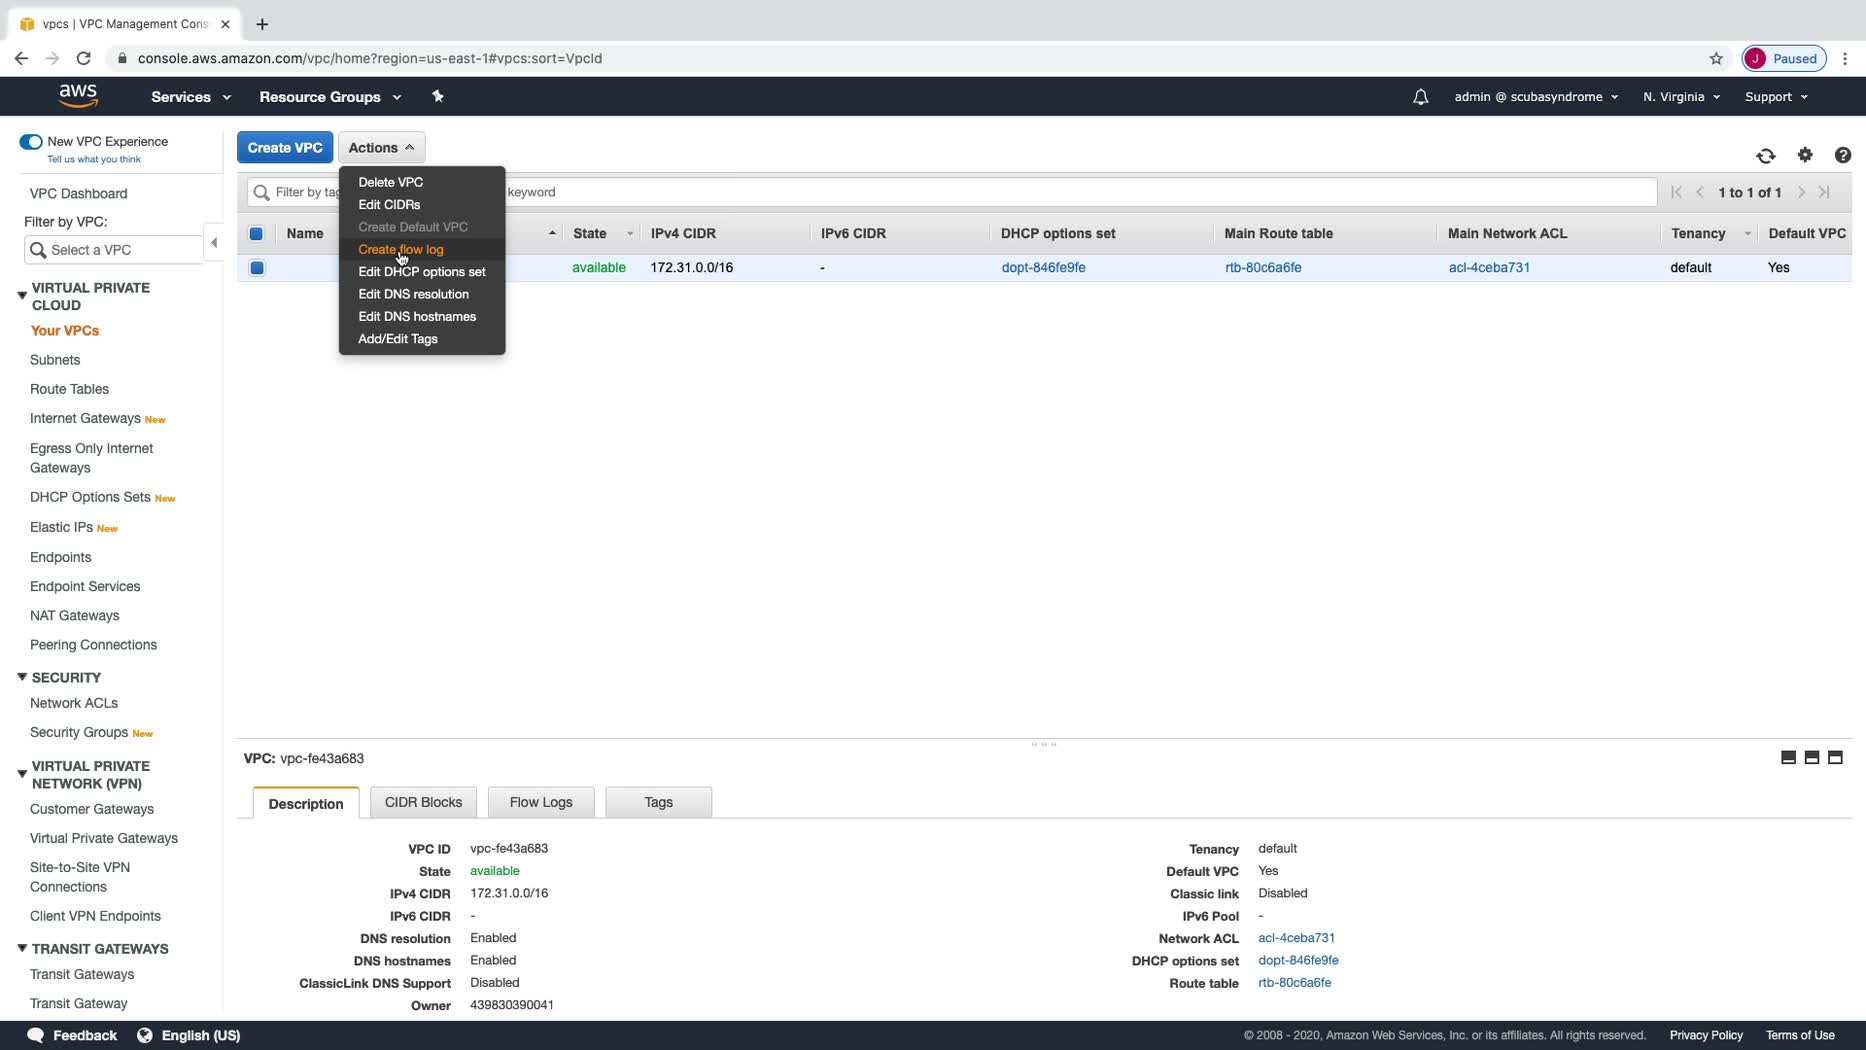 vpcs | VPC Management Cons
console.aws.amazon.com/vpc/home?region=us-east-1#vpcs:sort=VpcId
J Paused
aws Services Resource Groups admin @ scubasyndrome N. Virginia Support
New VPC Experience
Tell us what you think
VPC Dashboard
Filter by VPC:
Select a VPC
VIRTUAL PRIVATE
CLOUD
Your VPCs
Subnets
Route Tables
Internet Gateways New
Egress Only Internet
Gateways
DHCP Options Sets New
Elastic IPs New
Endpoints
Endpoint Services
NAT Gateways
Peering Connections
SECURITY
Network ACLs
Security Groups New
VIRTUAL PRIVATE
NETWORK (VPN)
Customer Gateways
Virtual Private Gateways
Site-to-Site VPN
Connections
Client VPN Endpoints
TRANSIT GATEWAYS
Transit Gateways
Transit Gateway
Create VPC Actions
Delete VPC
Edit CIDRs
Create Default VPC
Create flow log
Edit DHCP options set
Edit DNS resolution
Edit DNS hostnames
Add/Edit Tags
Filter by tag keyword 1 to 1 of 1
Name State IPv4 CIDR IPv6 CIDR DHCP options set Main Route table Main Network ACL Tenancy Default VPC
available 172.31.0.0/16 - dopt-846fe9fe rtb-80c6a6fe acl-4ceba731 default Yes
VPC: vpc-fe43a683
Description CIDR Blocks Flow Logs Tags
VPC ID vpc-fe43a683
State available
IPv4 CIDR 172.31.0.0/16
IPv6 CIDR -
DNS resolution Enabled
DNS hostnames Enabled
ClassicLink DNS Support Disabled
Owner 439830390041
Tenancy default
Default VPC Yes
Classic link Disabled
IPv6 Pool -
Network ACL acl-4ceba731
DHCP options set dopt-846fe9fe
Route table rtb-80c6a6fe
Feedback English (US) © 2008 - 2020, Amazon Web Services, Inc. or its affiliates. All rights reserved. Privacy Policy Terms of Use